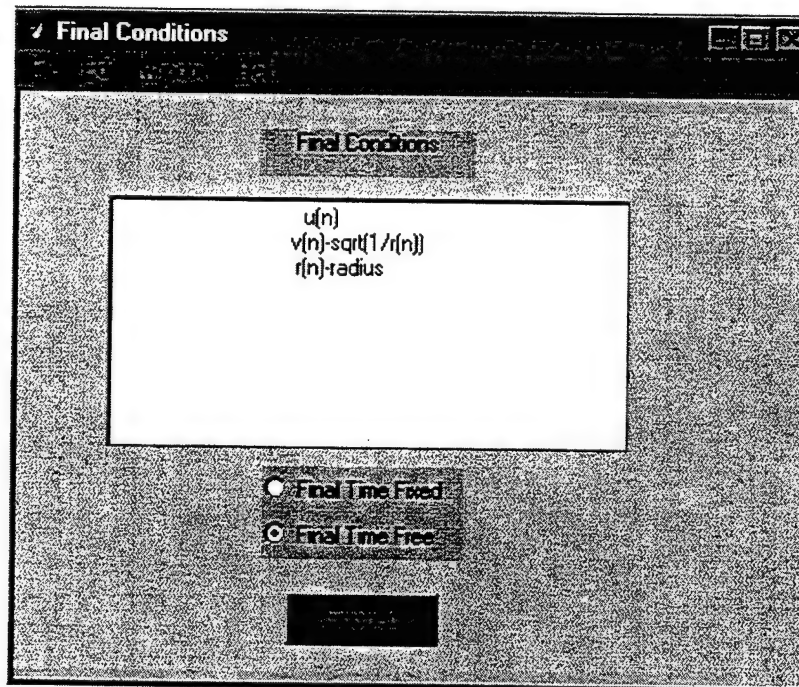 Final Conditions
Final Conditions
u(n)
v(n)-sqrt(1/r(n))
r(n)-radius
Final Time Fixed
Final Time Free